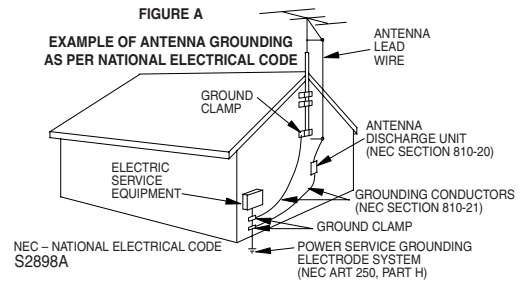 FIGURE A
EXAMPLE OF ANTENNA GROUNDING
AS PER NATIONAL ELECTRICAL CODE
ANTENNA
LEAD
WIRE
GROUND
CLAMP
ANTENNA
DISCHARGE UNIT
(NEC SECTION 810-20)
ELECTRIC
SERVICE
EQUIPMENT
GROUNDING CONDUCTORS
(NEC SECTION 810-21)
GROUND CLAMP
POWER SERVICE GROUNDING
ELECTRODE SYSTEM
(NEC ART 250, PART H)
NEC – NATIONAL ELECTRICAL CODE
S2898A